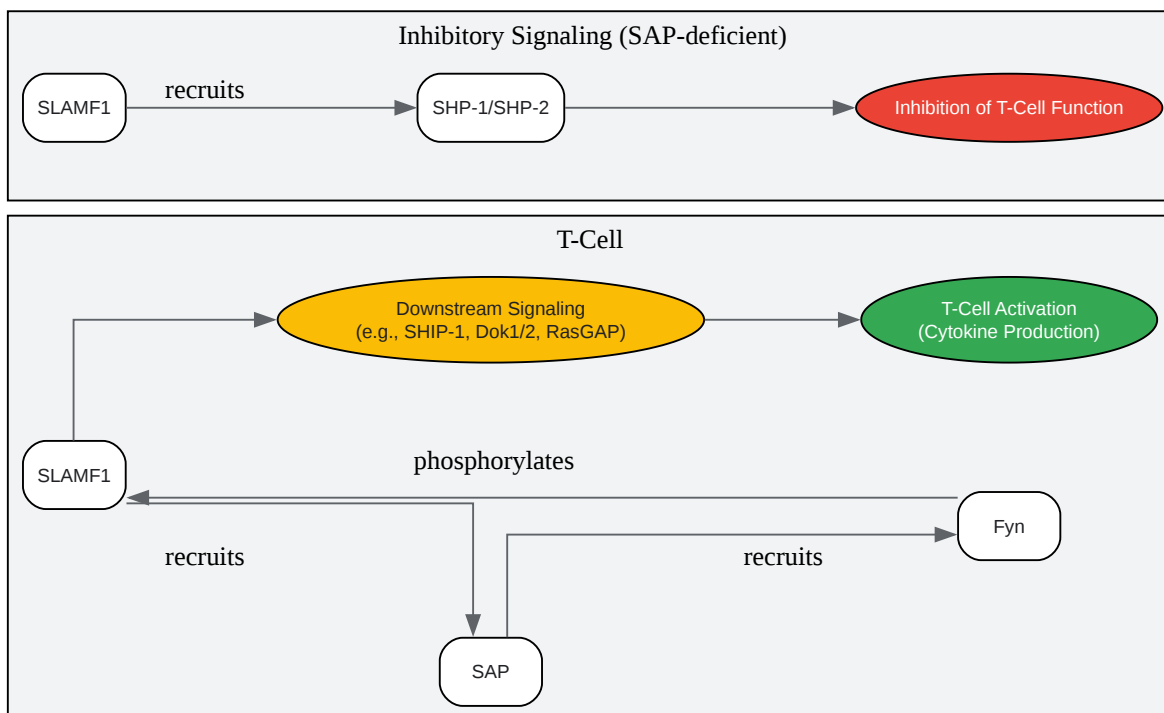 Inhibitory Signaling (SAP-deficient)
recruits
SLAMF1
SHP-1/SHP-2
Inhibition of T-Cell Function
T-Cell
Downstream Signaling
(e.g., SHIP-1, Dok1/2, RasGAP)
T-Cell Activation
(Cytokine Production)
SLAMF1
phosphorylates
Fyn
recruits
recruits
SAP